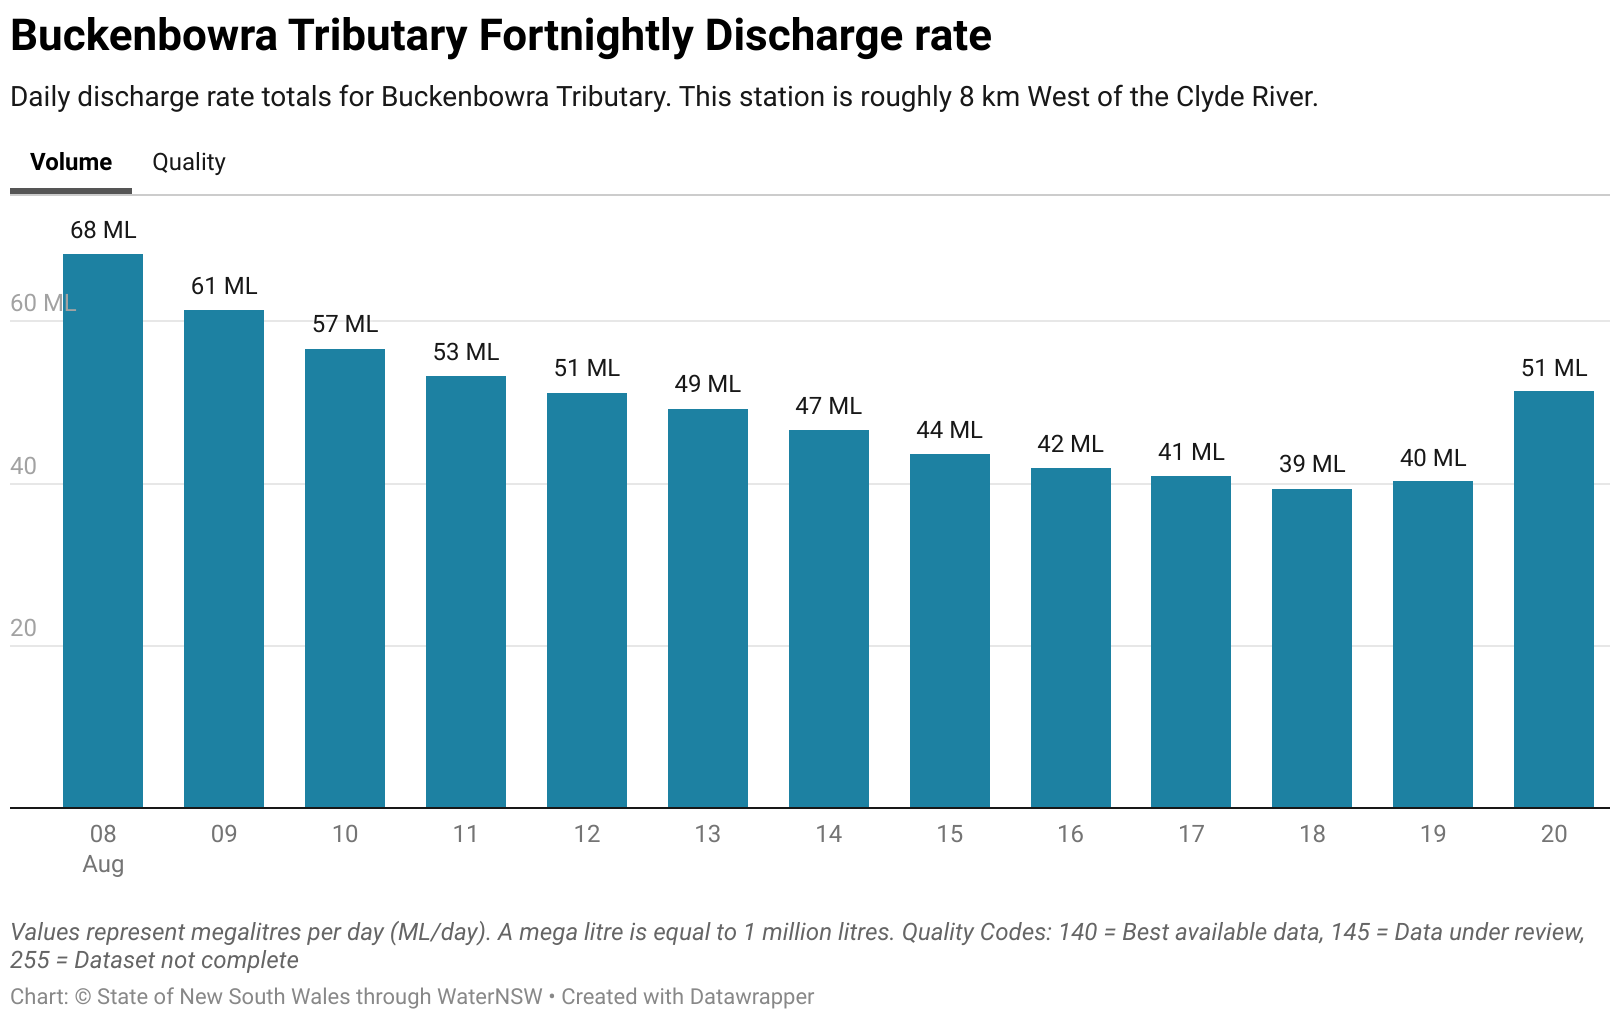 Buckenbowra Tributary Fortnightly Discharge rate
Daily discharge rate totals for Buckenbowra Tributary. This station is roughly 8 km West of the Clyde River.
Volume Quality
68 ML
61 ML
60 ML
57 ML
53 ML
51 ML
49 ML
47 ML
44 ML
42 ML
41 ML
39 ML
40 ML
51 ML
40
20
08 09 10 11 12 13 14 15 16 17 18 19 20
Aug
Values represent megalitres per day (ML/day). A mega litre is equal to 1 million litres. Quality Codes: 140 = Best available data, 145 = Data under review,
255 = Dataset not complete
Chart: © State of New South Wales through WaterNSW • Created with Datawrapper